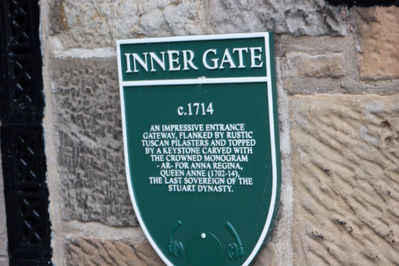 INNER GATE
c.1714
AN IMPRESSIVE ENTRANCE
GATEWAY, FLANKED BY RUSTIC
TUSCAN PILASTERS AND TOPPED
BY A KEYSTONE CARVED WITH
THE CROWNED MONOGRAM
- AR- FOR ANNA REGINA,
QUEEN ANNE (1702-14),
THE LAST SOVEREIGN OF THE
STUART DYNASTY.